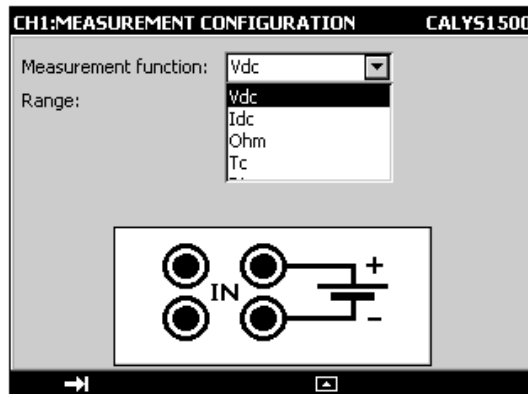 CH1:MEASUREMENT CONFIGURATION CALYS1500
Measurement function: Vdc
Range:
Vdc
Idc
Ohm
Tc
+
IN
-